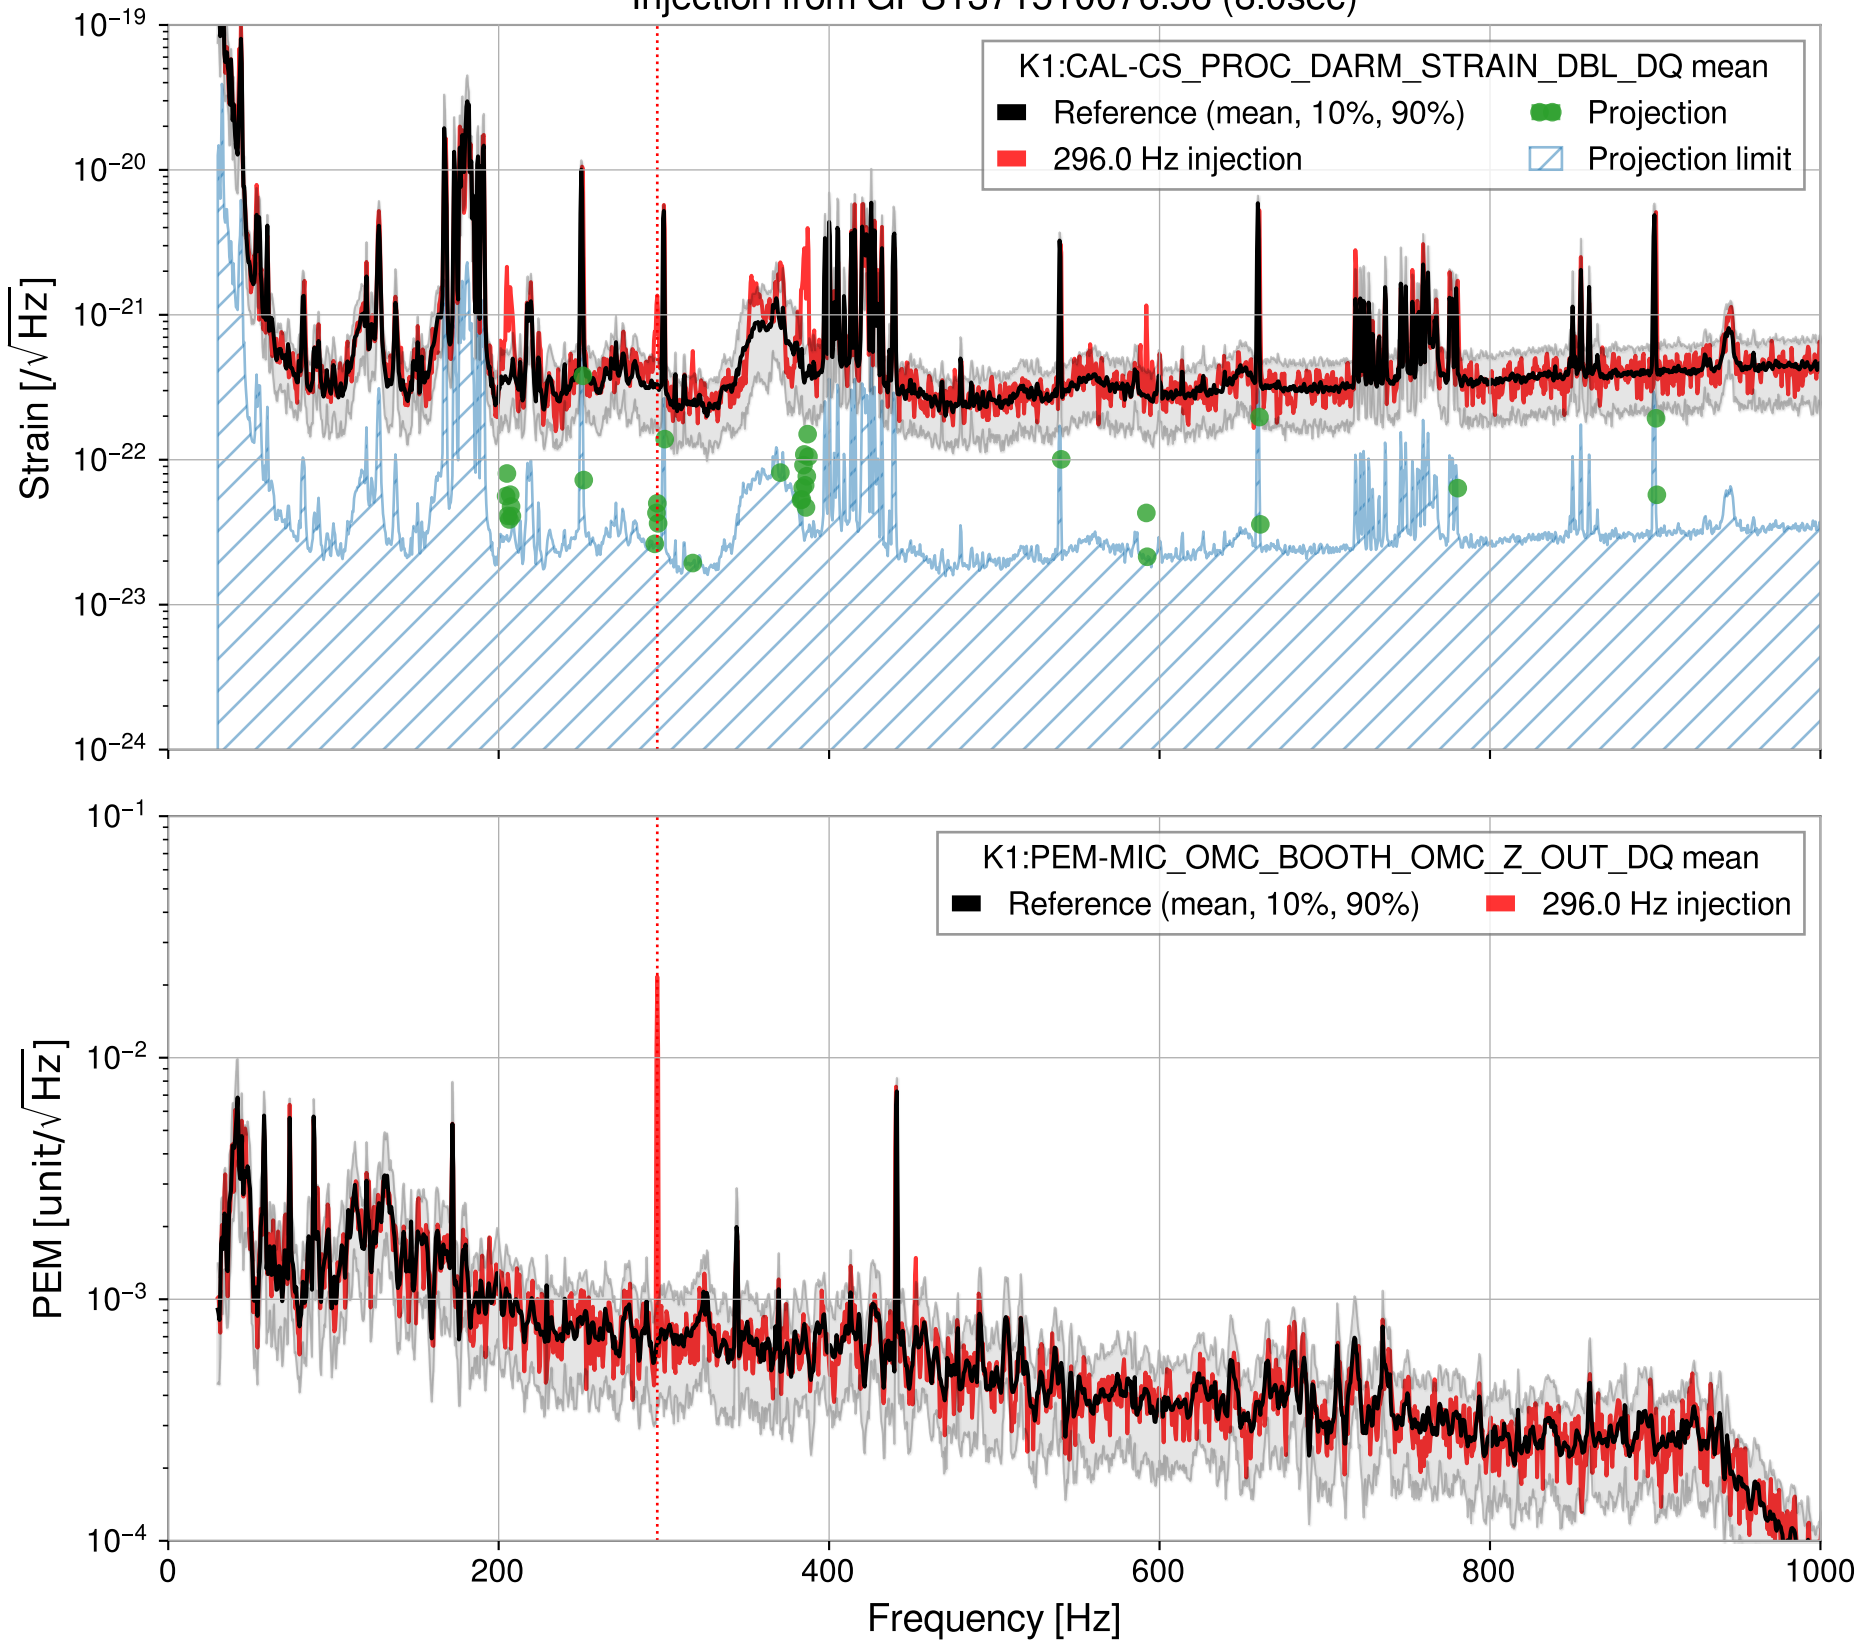 10−19
10−20
10−21
10−22
10−23
10−24
Strain [/√Hz]
K1:CAL-CS_PROC_DARM_STRAIN_DBL_DQ mean
Reference (mean, 10%, 90%)
Projection
296.0 Hz injection
Projection limit
10−1
10−2
10−3
10−4
PEM [unit/√Hz]
K1:PEM-MIC_OMC_BOOTH_OMC_Z_OUT_DQ mean
Reference (mean, 10%, 90%)
296.0 Hz injection
0 200 400 600 800 1000
Frequency [Hz]